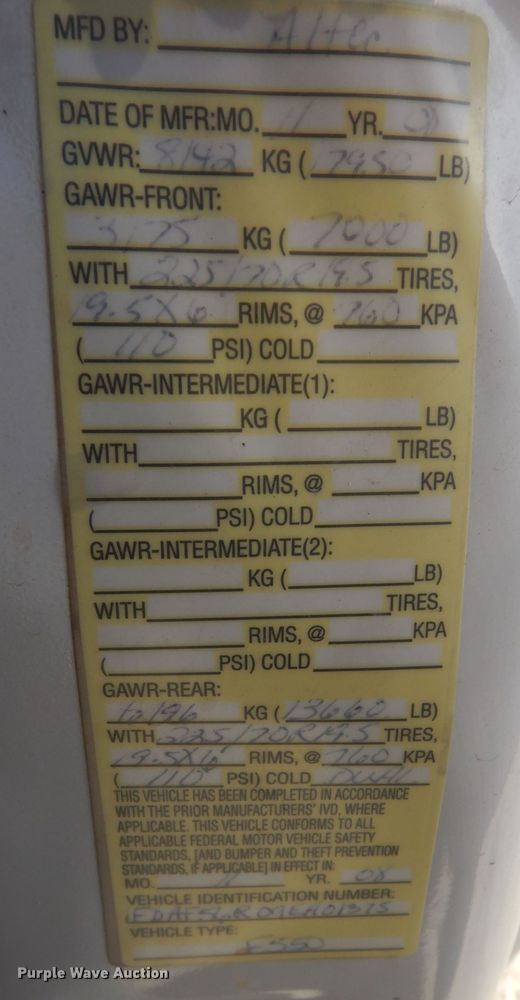 MFD BY: Altec
DATE OF MFR:MO. 11 YR. 08
GVWR: 8142 KG ( 17950 LB)
GAWR-FRONT:
3175 KG ( 7000 LB)
WITH 225/70R19.5 TIRES,
19.5X6 RIMS, @ 760 KPA
( 110 PSI) COLD
GAWR-INTERMEDIATE(1):
KG ( LB)
WITH TIRES,
RIMS, @ KPA
( PSI) COLD
GAWR-INTERMEDIATE(2):
KG ( LB)
WITH TIRES,
RIMS, @ KPA
( PSI) COLD
GAWR-REAR:
6196 KG ( 13660 LB)
WITH 225/70R19.5 TIRES,
19.5X6 RIMS, @ 760 KPA
( 110 PSI) COLD DUAL
THIS VEHICLE HAS BEEN COMPLETED IN ACCORDANCE
WITH THE PRIOR MANUFACTURERS' IVD, WHERE
APPLICABLE. THIS VEHICLE CONFORMS TO ALL
APPLICABLE FEDERAL MOTOR VEHICLE SAFETY
STANDARDS, [AND BUMPER AND THEFT PREVENTION
STANDARDS, IF APPLICABLE] IN EFFECT IN:
MO. 11 YR. 08
VEHICLE IDENTIFICATION NUMBER:
VEHICLE TYPE:
F550
Purple Wave Auction